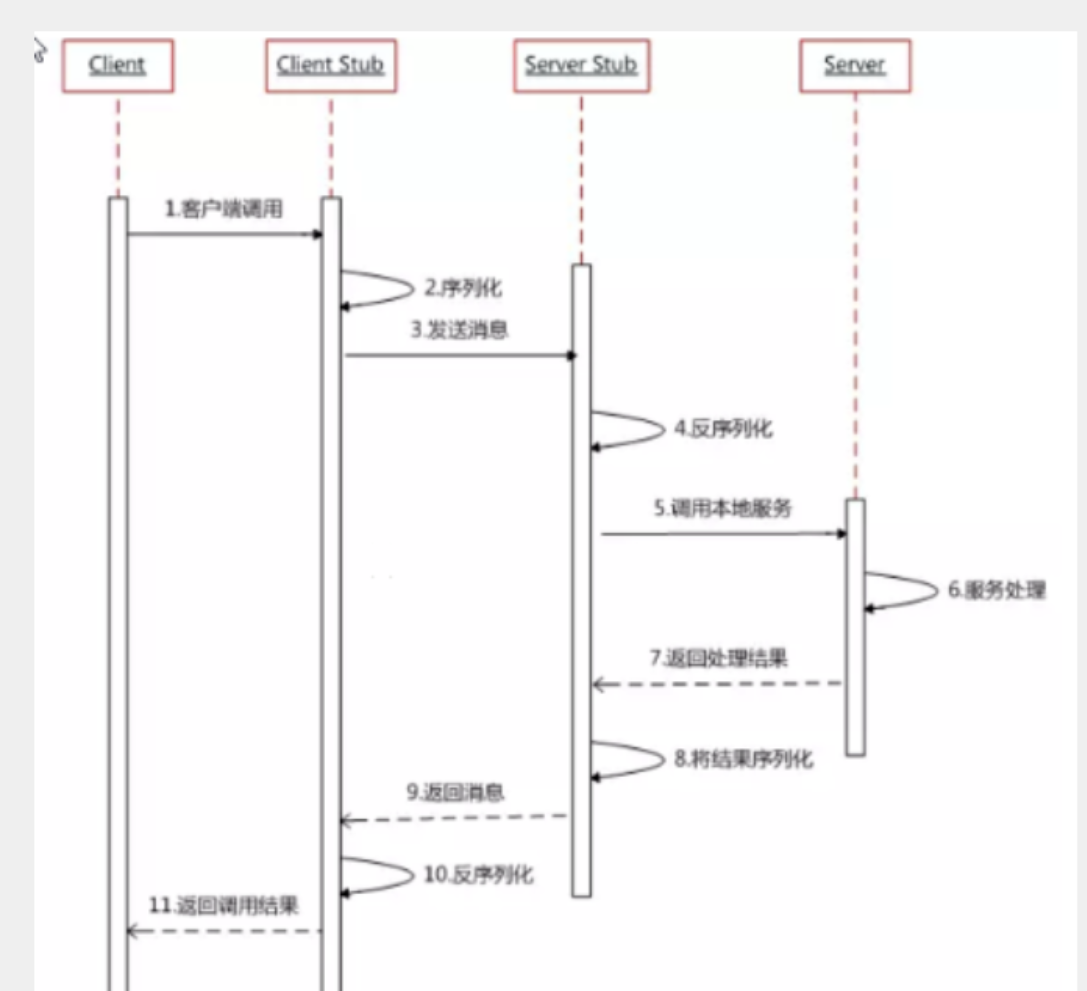 Client
Client Stub
Server Stub
Server
1.客户端调用
2.序列化
3.发送消息
4.反序列化
5.调用本地服务
6.服务处理
7.返回处理结果
8.将结果序列化
9.返回消息
10.反序列化
11.返回调用结果